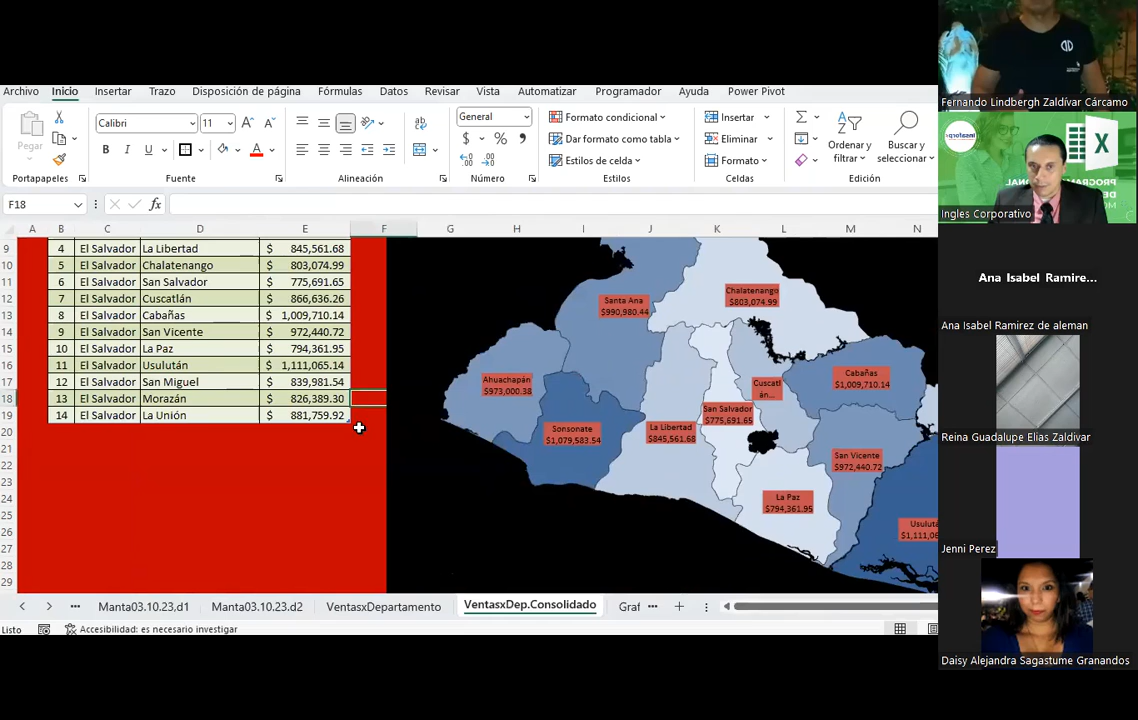 Archivo Inicio Insertar Trazo Disposición de página Fórmulas Datos Revisar Vista Automatizar Programador Ayuda Power Pivot
Pegar
Portapapeles
Calibri 11
N K S A
Fuente
ab
Alineación
General
$ % 000
Número
Formato condicional
Dar formato como tabla
Estilos de celda
Estilos
Insertar
Eliminar
Formato
Celdas
Ordenar y filtrar
Buscar y seleccionar
Edición
F18 fx
A B C D E F G H I J K L M N
9 4 El Salvador La Libertad $ 845,561.68
10 5 El Salvador Chalatenango $ 803,074.99
11 6 El Salvador San Salvador $ 775,691.65
12 7 El Salvador Cuscatlán $ 866,636.26
13 8 El Salvador Cabañas $ 1,009,710.14
14 9 El Salvador San Vicente $ 972,440.72
15 10 El Salvador La Paz $ 794,361.95
16 11 El Salvador Usulután $ 1,111,065.14
17 12 El Salvador San Miguel $ 839,981.54
18 13 El Salvador Morazán $ 826,389.30
19 14 El Salvador La Unión $ 881,759.92
20
21
22
23
24
25
26
27
28
29
Chalatenango
$803,074.99
Santa Ana
$990,980.44
Cabañas
$1,009,710.14
Ahuachapán
$973,000.38
Cuscatl
án...
San Salvador
$775,691.65
Sonsonate
$1,079,583.54
La Libertad
$845,561.68
San Vicente
$972,440.72
La Paz
$794,361.95
Usulutá
$1,111,06
Manta03.10.23,d1 Manta03.10.23.d2 VentasxDepartamento VentasxDep.Consolidado Graf
Listo Accesibilidad: es necesario investigar
Fernando Lindbergh Zaldívar Cárcamo
insaforp
X
Ingles Corporativo
Ana Isabel Ramire...
Ana Isabel Ramirez de aleman
Reina Guadalupe Elias Zaldivar
Jenni Perez
Daisy Alejandra Sagastume Granandos